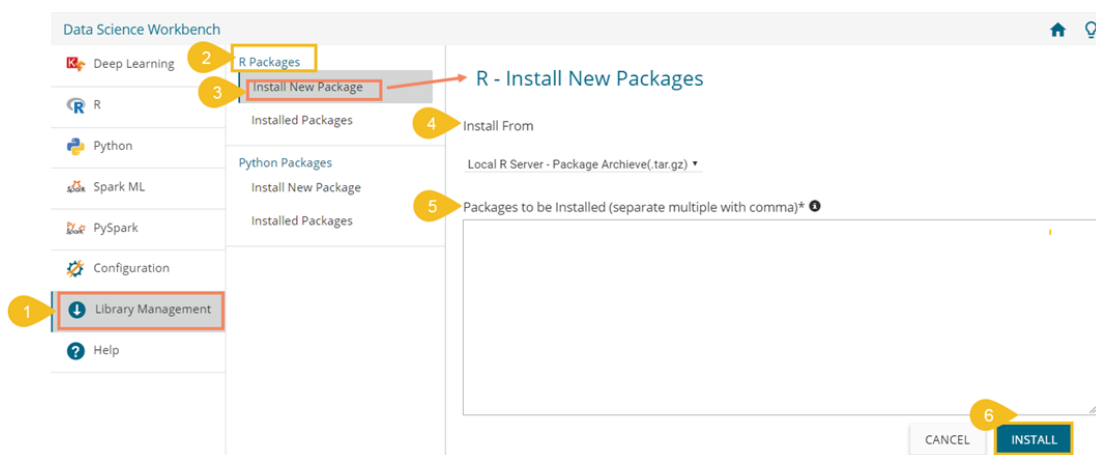 Data Science Workbench
Deep Learning
R
Python
Spark ML
PySpark
Configuration
1
Library Management
Help
2
R Packages
3
Install New Package
Installed Packages
Python Packages
Install New Package
Installed Packages
R - Install New Packages
4
Install From
Local R Server - Package Archieve(.tar.gz)
5
Packages to be Installed (separate multiple with comma)*
6
CANCEL
INSTALL